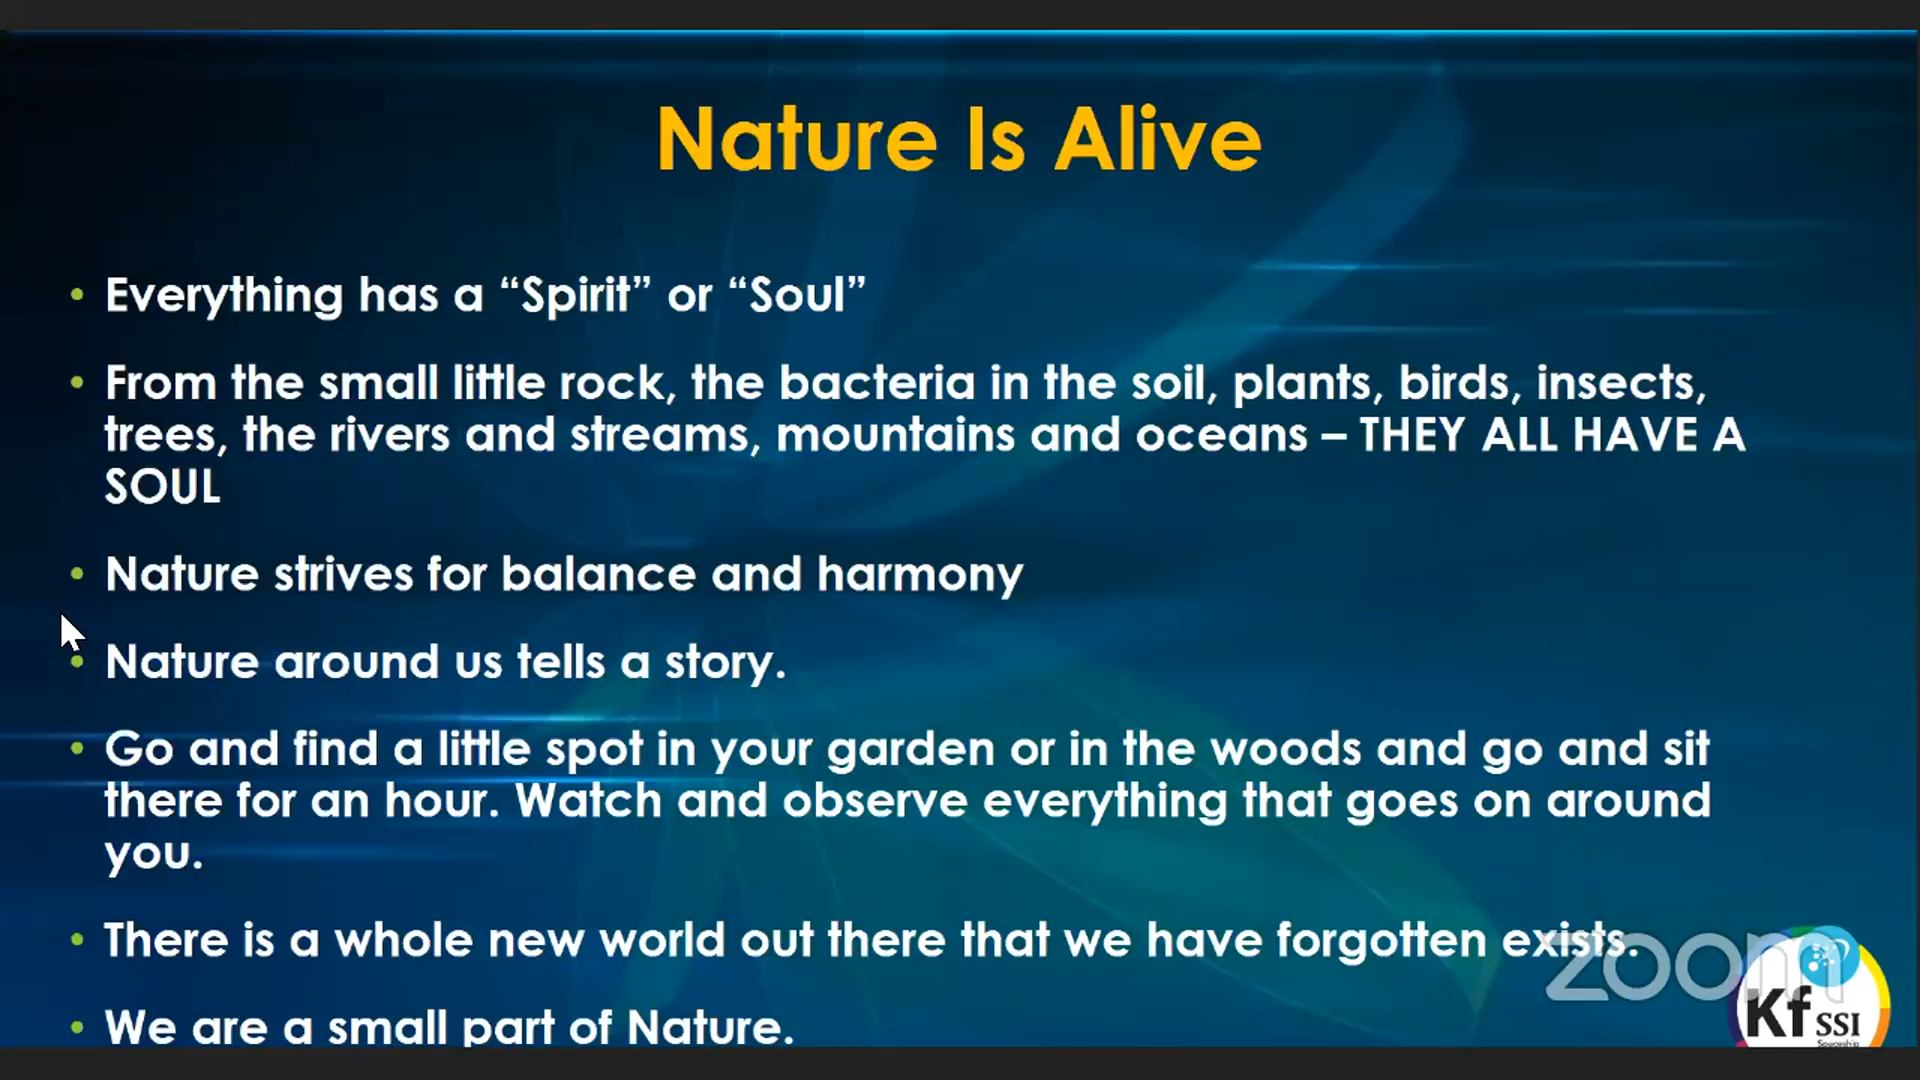 Nature Is Alive
• Everything has a “Spirit” or “Soul”
• From the small little rock, the bacteria in the soil, plants, birds, insects,
trees, the rivers and streams, mountains and oceans – THEY ALL HAVE A
SOUL
• Nature strives for balance and harmony
• Nature around us tells a story.
• Go and find a little spot in your garden or in the woods and go and sit
there for an hour. Watch and observe everything that goes on around
you.
• There is a whole new world out there that we have forgotten exists.
• We are a small part of Nature.
zoom
Kf SSI
Spaceship